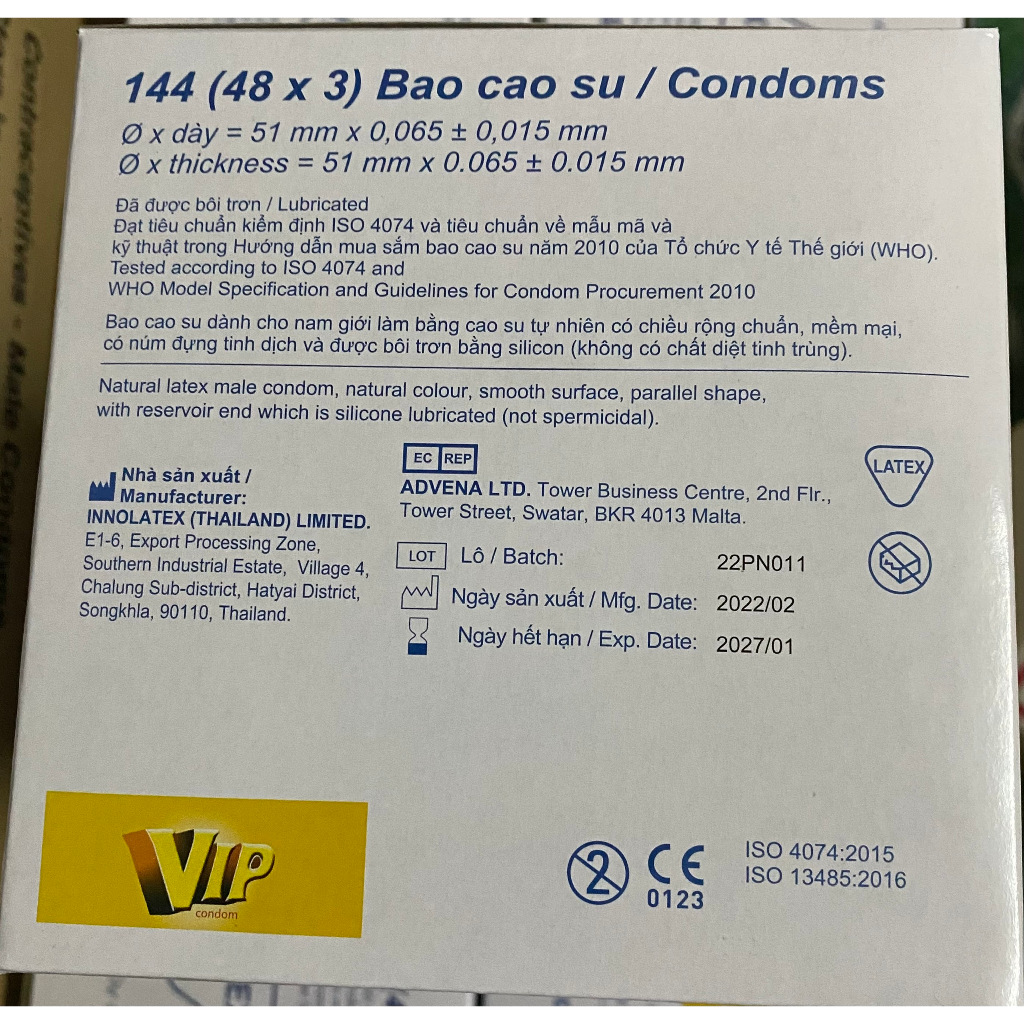 144 (48 x 3) Bao cao su / Condoms
Ø x dày = 51 mm x 0,065 ± 0,015 mm
Ø x thickness = 51 mm x 0.065 ± 0.015 mm
Đã được bôi trơn / Lubricated
Đạt tiêu chuẩn kiểm định ISO 4074 và tiêu chuẩn về mẫu mã và
kỹ thuật trong Hướng dẫn mua sắm bao cao su năm 2010 của Tổ chức Y tế Thế giới (WHO).
Tested according to ISO 4074 and
WHO Model Specification and Guidelines for Condom Procurement 2010
Bao cao su dành cho nam giới làm bằng cao su tự nhiên có chiều rộng chuẩn, mềm mại,
có núm đựng tinh dịch và được bôi trơn bằng silicon (không có chất diệt tinh trùng).
Natural latex male condom, natural colour, smooth surface, parallel shape,
with reservoir end which is silicone lubricated (not spermicidal).
Nhà sản xuất /
Manufacturer:
INNOLATEX (THAILAND) LIMITED.
E1-6, Export Processing Zone,
Southern Industrial Estate, Village 4,
Chalung Sub-district, Hatyai District,
Songkhla, 90110, Thailand.
EC REP
ADVENA LTD. Tower Business Centre, 2nd Flr.,
Tower Street, Swatar, BKR 4013 Malta.
LATEX
LOT Lô / Batch: 22PN011
Ngày sản xuất / Mfg. Date: 2022/02
Ngày hết hạn / Exp. Date: 2027/01
VIP
condom
2
CE
0123
ISO 4074:2015
ISO 13485:2016
Contraceptives - Male Condoms